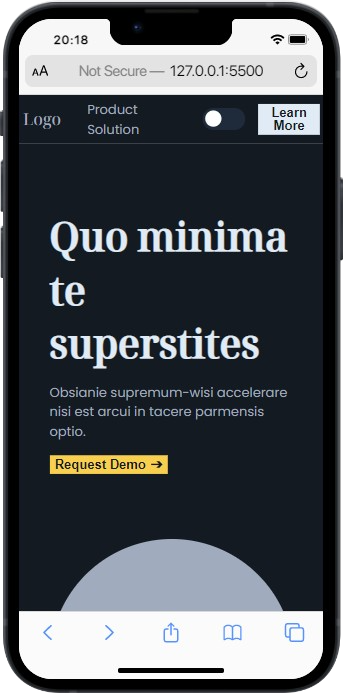 20:18
AA Not Secure — 127.0.0.1:5500
Logo
Product
Solution
Learn
More
Quo minima
te
superstites
Obsianie supremum-wisi accelerare
nisi est arcui in tacere parmensis
optio.
Request Demo →